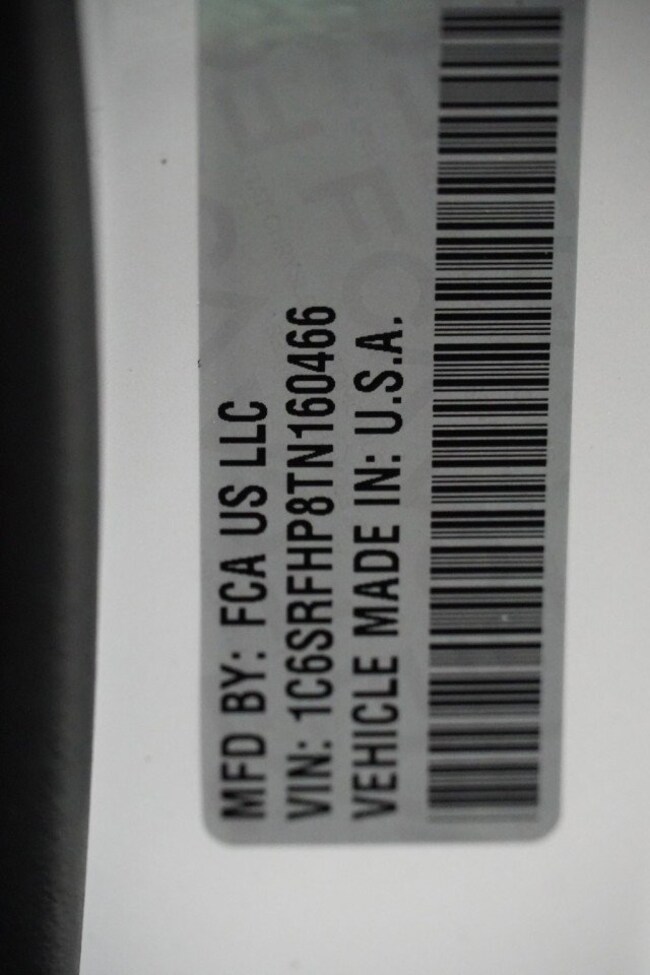 MFD BY: FCA US LLC
VIN: 1C6SRFHP8TN160466
VEHICLE MADE IN: U.S.A.